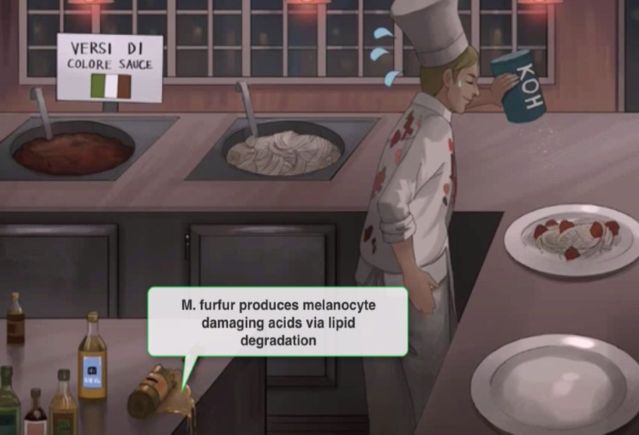 VERSI DI
COLORE SAUCE
KOH
M. furfur produces melanocyte
damaging acids via lipid
degradation